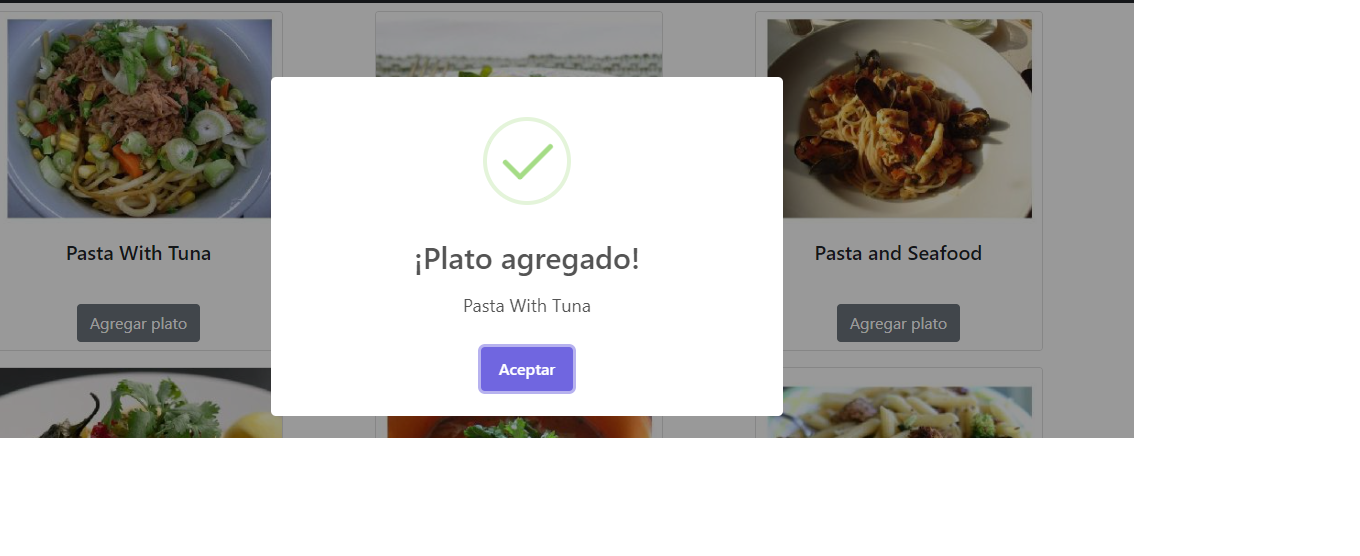 ¡Plato agregado!
Pasta With Tuna
Aceptar
Pasta With Tuna
Agregar plato
Pasta and Seafood
Agregar plato